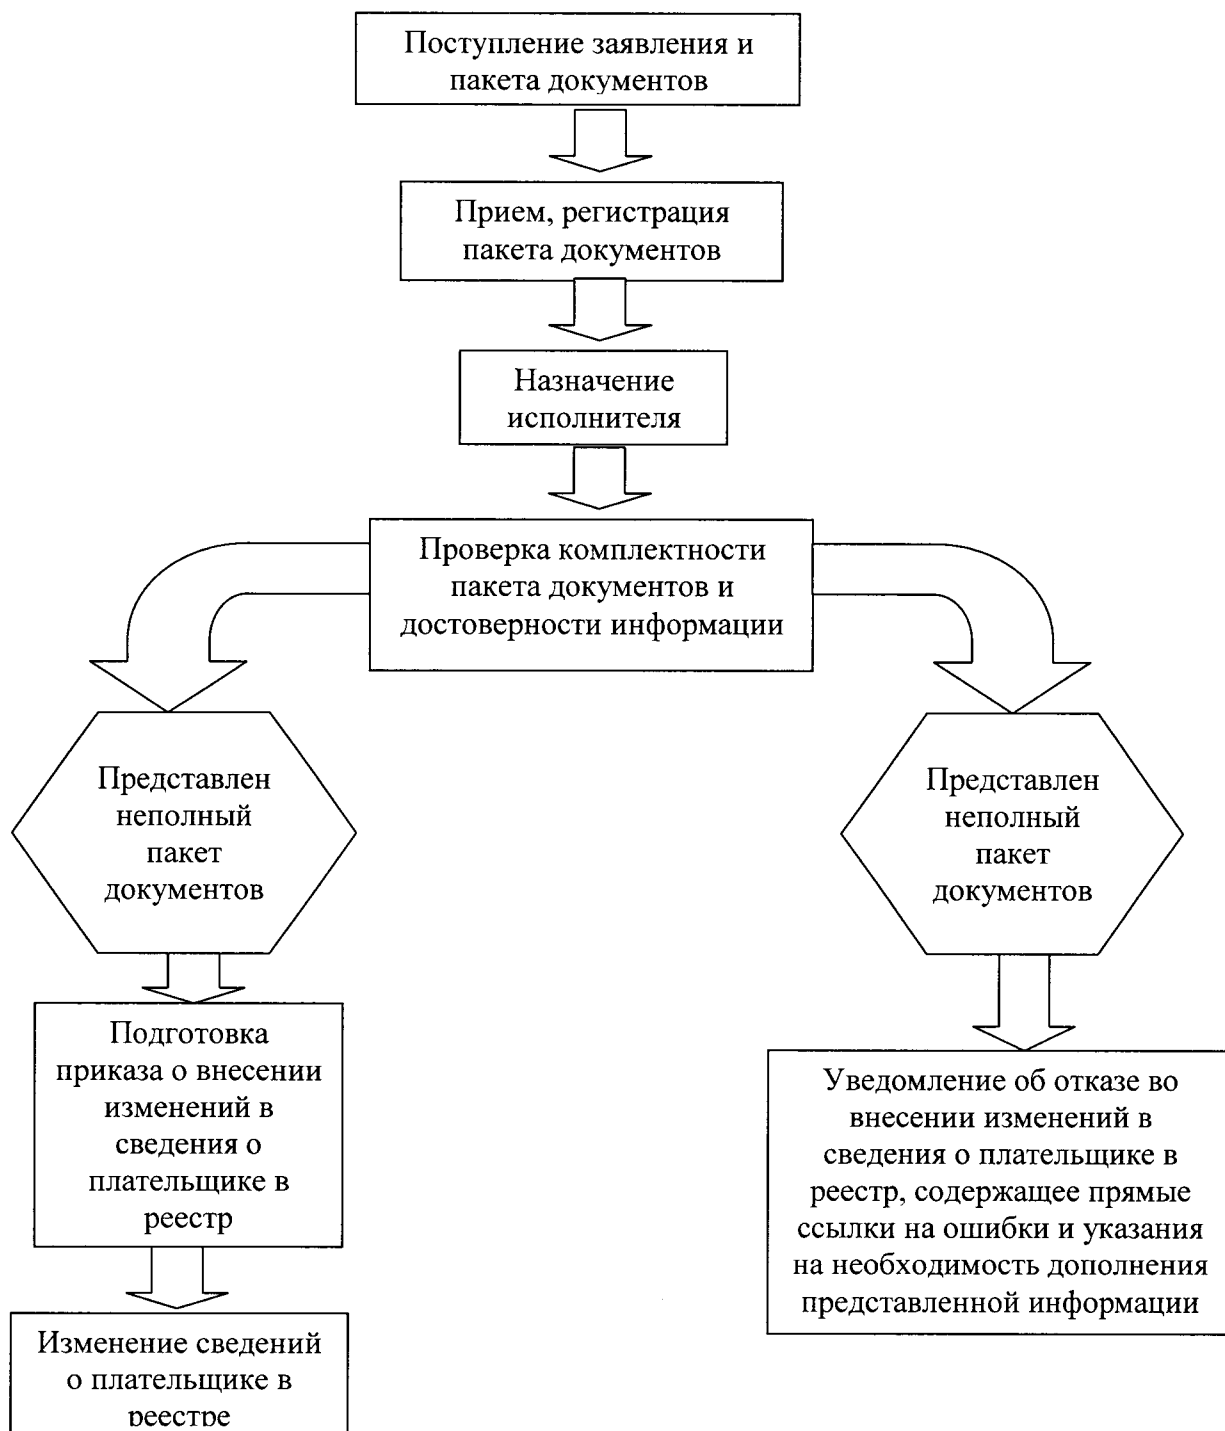 Поступление заявления и
пакета документов
Прием, регистрация
пакета документов
Назначение
исполнителя
Проверка комплектности
пакета документов и
достоверности информации
Представлен
неполный
пакет
документов
Представлен
неполный
пакет
документов
Подготовка
приказа о внесении
изменений в
сведения о
плательщике в
реестр
Уведомление об отказе во
внесении изменений в
сведения о плательщике в
реестр, содержащее прямые
ссылки на ошибки и указания
на необходимость дополнения
представленной информации
Изменение сведений
о плательщике в
реестре